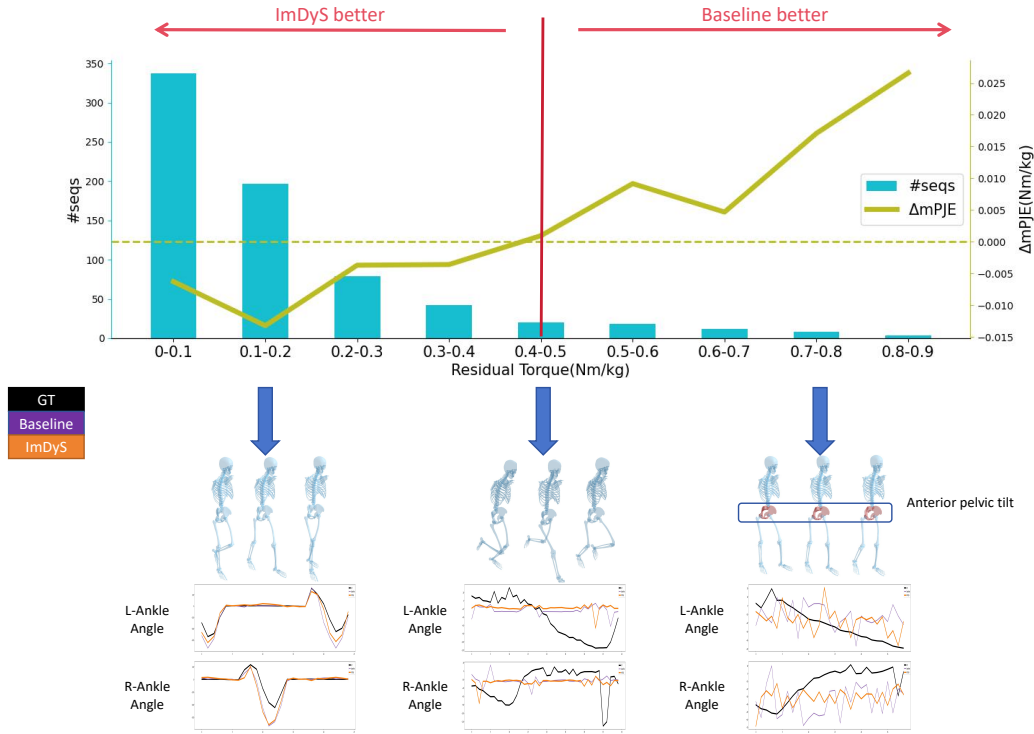 ImDyS better
Baseline better
350
300
250
200
150
100
50
0
#seqs
0.025
0.020
0.015
0.010
0.005
0.000
−0.005
−0.010
−0.015
ΔmPJE(Nm/kg)
#seqs
ΔmPJE
0-0.1 0.1-0.2 0.2-0.3 0.3-0.4 0.4-0.5 0.5-0.6 0.6-0.7 0.7-0.8 0.8-0.9
Residual Torque(Nm/kg)
GT
Baseline
ImDyS
Anterior pelvic tilt
L-Ankle
Angle
L-Ankle
Angle
L-Ankle
Angle
R-Ankle
Angle
R-Ankle
Angle
R-Ankle
Angle